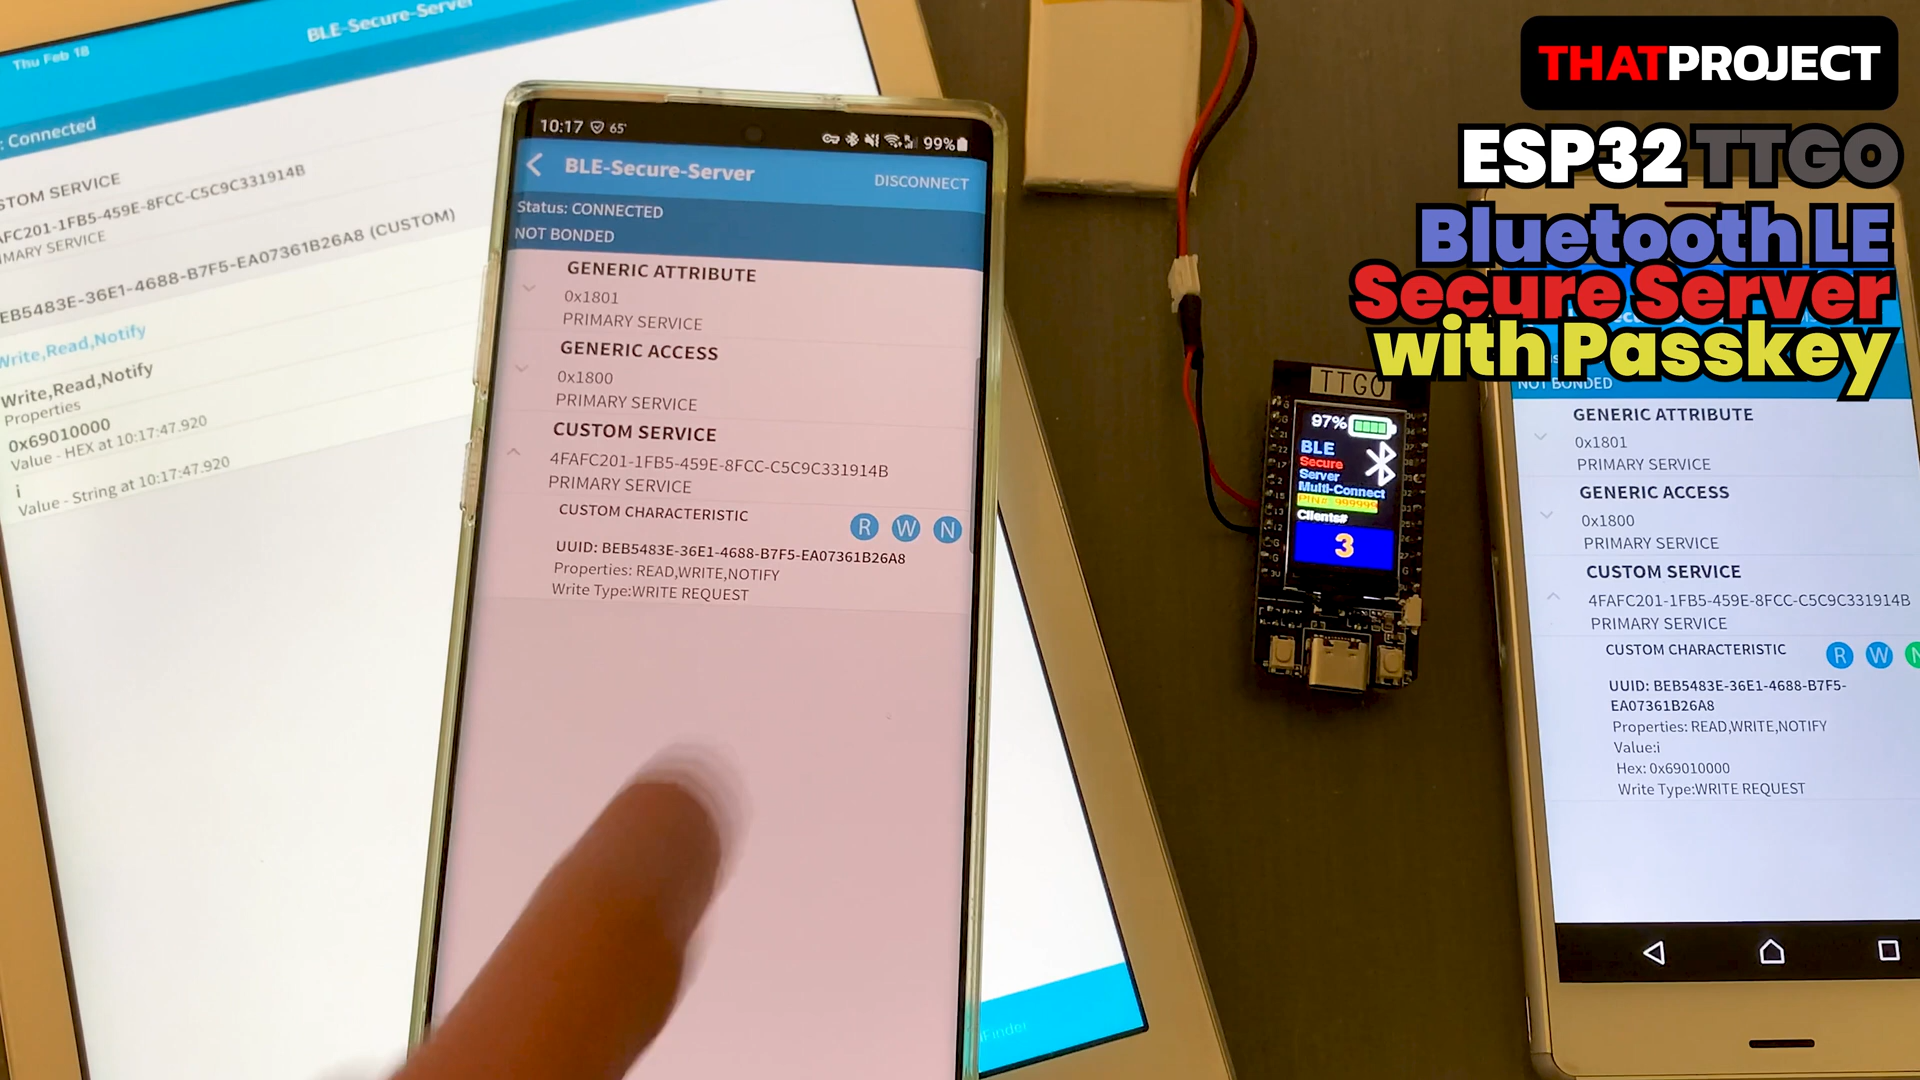 Thu Feb 18
BLE-Secure-Server
: Connected
STOM SERVICE
AFC201-1FB5-459E-8FCC-C5C9C331914B
MARY SERVICE
EB5483E-36E1-4688-B7F5-EA07361B26A8 (CUSTOM)
Write,Read,Notify
Write,Read,Notify
Properties
0x69010000
Value - HEX at 10:17:47.920
i
Value - String at 10:17:47.920
Finder
10:17
65°
99%
BLE-Secure-Server
DISCONNECT
Status: CONNECTED
NOT BONDED
GENERIC ATTRIBUTE
0x1801
PRIMARY SERVICE
GENERIC ACCESS
0x1800
PRIMARY SERVICE
CUSTOM SERVICE
4FAFC201-1FB5-459E-8FCC-C5C9C331914B
PRIMARY SERVICE
CUSTOM CHARACTERISTIC
R W N
UUID: BEB5483E-36E1-4688-B7F5-EA07361B26A8
Properties: READ,WRITE,NOTIFY
Write Type:WRITE REQUEST
THATPROJECT
ESP32 TTGO
Bluetooth LE
Secure Server
with Passkey
TTGO
97%
BLE
Secure
Server
Multi-Connect
PIN# 999999
Clients#
3
NOT BONDED
GENERIC ATTRIBUTE
0x1801
PRIMARY SERVICE
GENERIC ACCESS
0x1800
PRIMARY SERVICE
CUSTOM SERVICE
4FAFC201-1FB5-459E-8FCC-C5C9C331914B
PRIMARY SERVICE
CUSTOM CHARACTERISTIC
R W N
UUID: BEB5483E-36E1-4688-B7F5-
EA07361B26A8
Properties: READ,WRITE,NOTIFY
Value:i
Hex: 0x69010000
Write Type:WRITE REQUEST